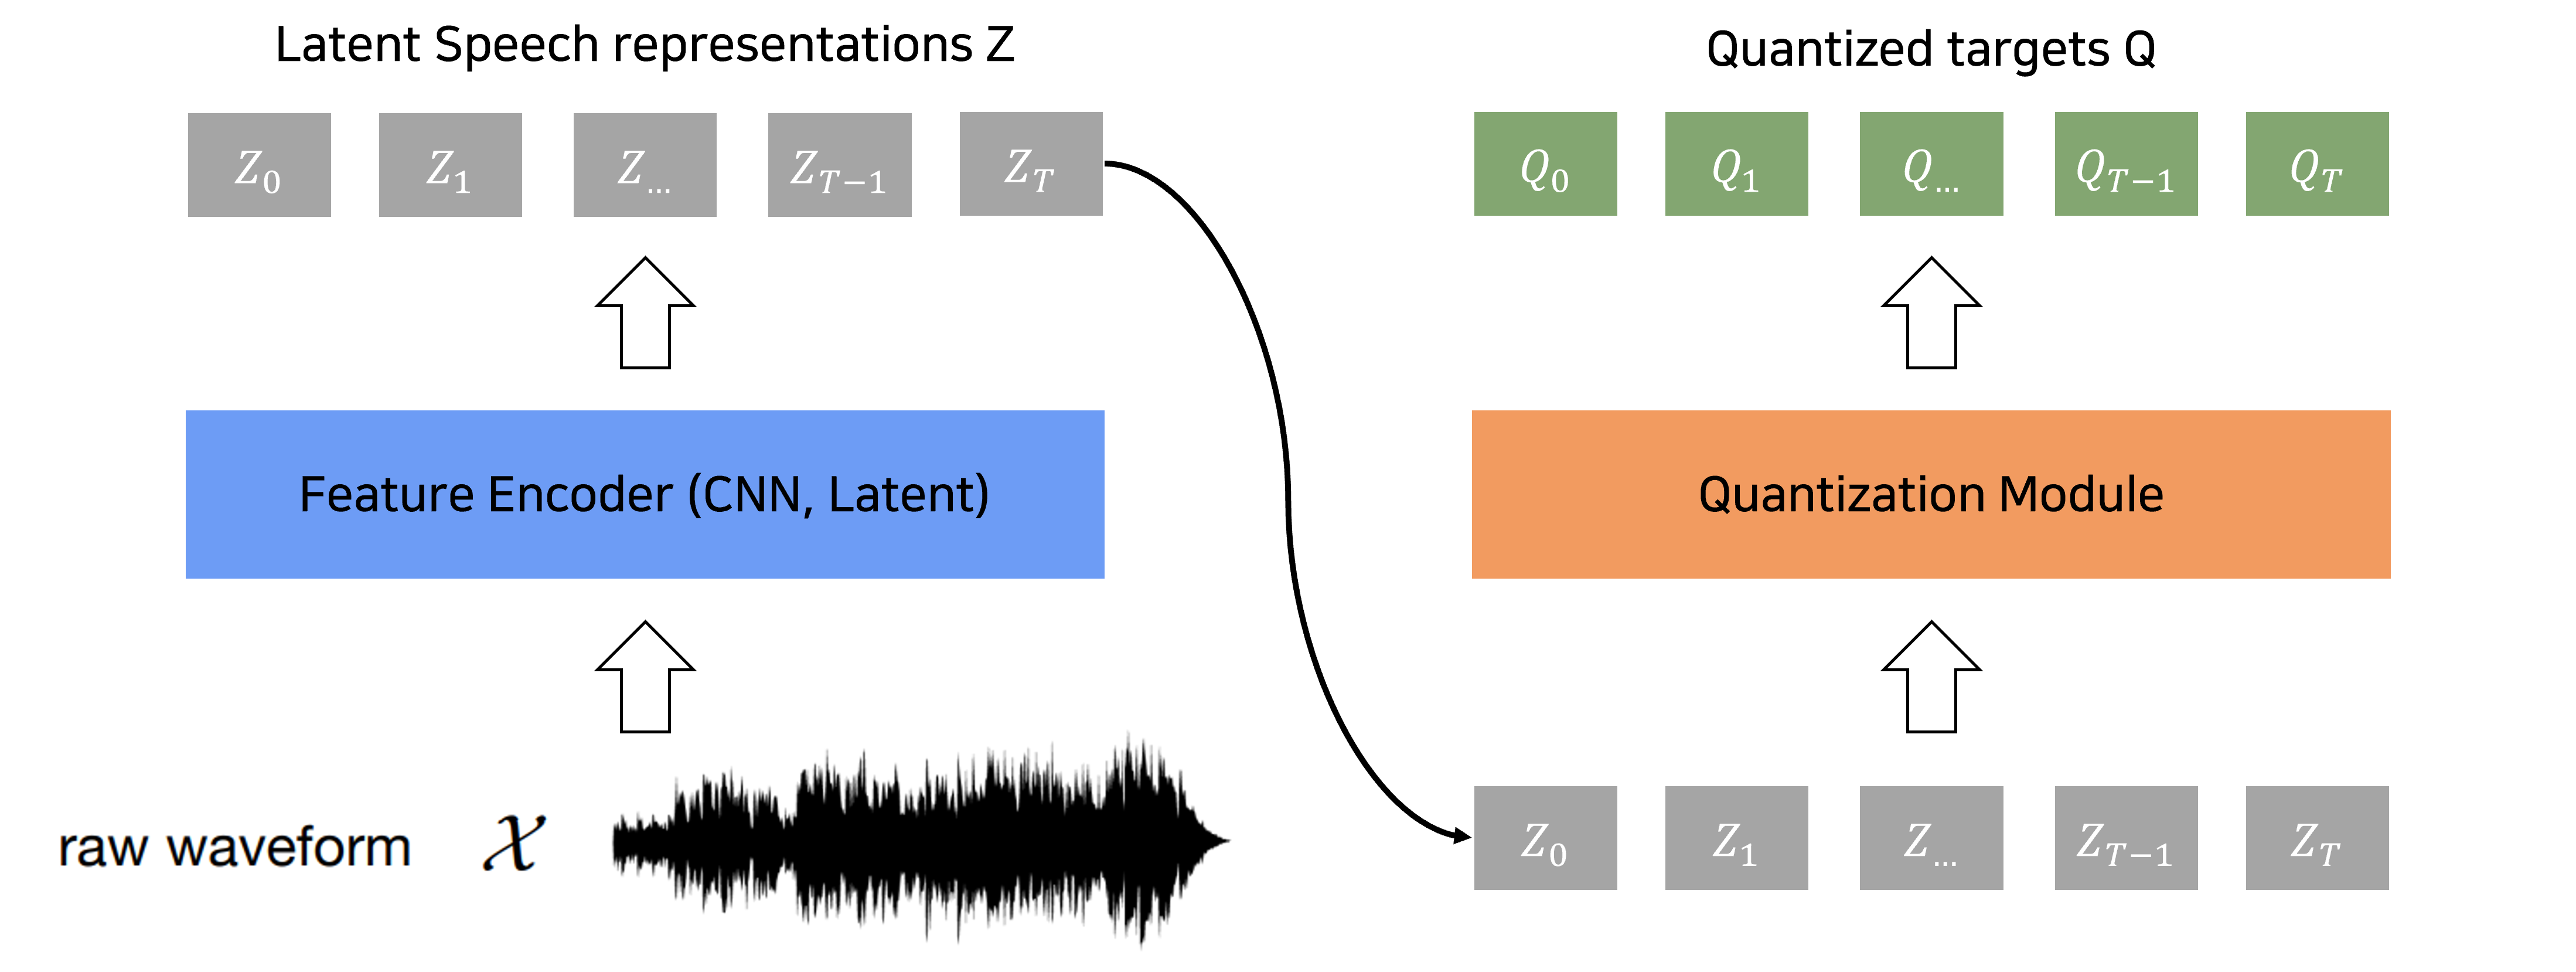 Latent Speech representations Z
Z_0 Z_1 Z_... Z_{T-1} Z_T
Feature Encoder (CNN, Latent)
raw waveform 𝒳
Quantized targets Q
Q_0 Q_1 Q_... Q_{T-1} Q_T
Quantization Module
Z_0 Z_1 Z_... Z_{T-1} Z_T